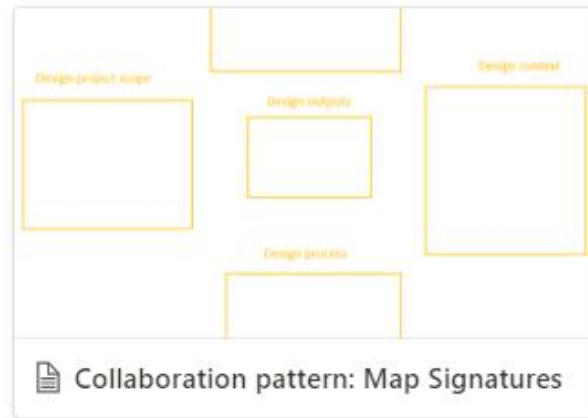 Design project scope
Design context
Design outputs
Design process
Collaboration pattern: Map Signatures